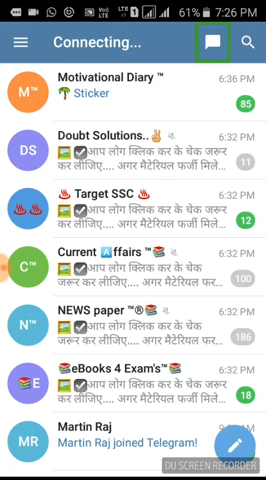 61% 7:26 PM
Connecting...
Motivational Diary ™ 6:36 PM
M™ 🌴 Sticker 85
Doubt Solutions..✌ 6:32 PM
DS 🖼☑आप लोग क्लिक कर के चेक जरूर
कर लीजिए.... अगर मैटेरियल फर्जी मिले... 11
♨ Target SSC ♨ 6:32 PM
♨♨ 🖼☑आप लोग क्लिक कर के चेक जरूर
कर लीजिए.... अगर मैटेरियल फर्जी मिले... 12
Current 🅰ffairs ™📚 6:32 PM
C™ 🖼☑आप लोग क्लिक कर के चेक
जरूर कर लीजिए.... अगर मैटेरियल फर... 100
NEWS paper ™®📚 6:32 PM
N™ 🖼☑आप लोग क्लिक कर के चेक
जरूर कर लीजिए.... अगर मैटेरियल फर... 186
📚eBooks 4 Exam's™📚 6:32 PM
📚E 🖼☑आप लोग क्लिक कर के चेक जरूर
कर लीजिए.... अगर मैटेरियल फर्जी मिले... 18
Martin Raj
MR Martin Raj joined Telegram!
DU SCREEN RECORDER